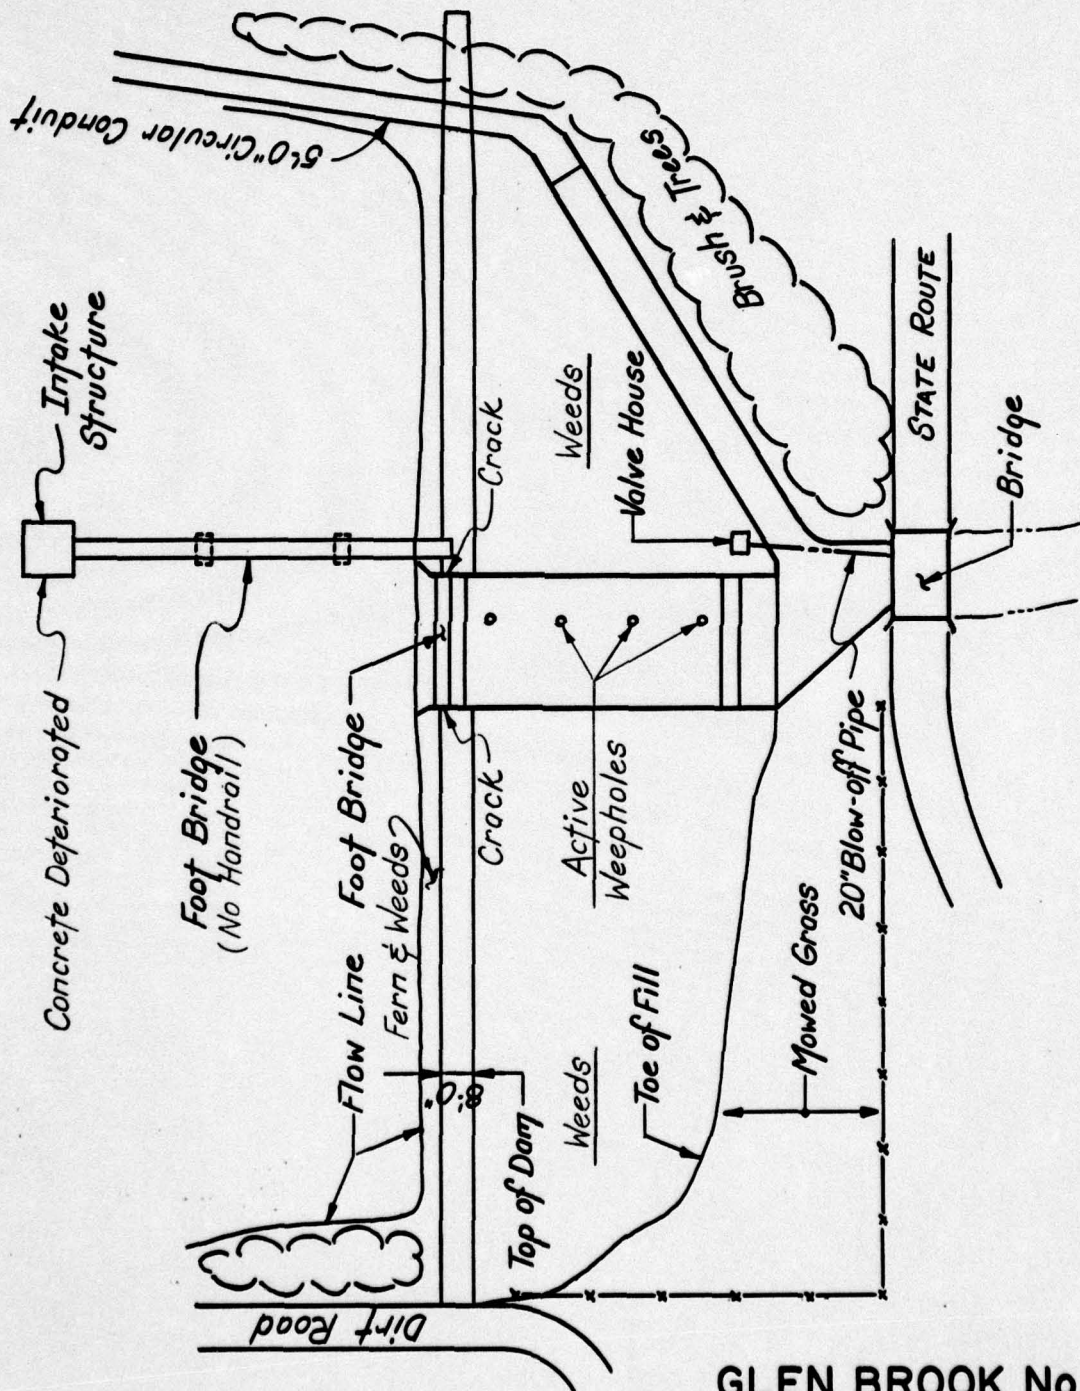 5'-0" Circular Conduit
Intake
Structure
Concrete Deteriorated
Foot Bridge
(No Handrail)
Flow Line
Foot Bridge
Fern & Weeds
8'-0"
Top of Dam
Dirt Road
Crack
Crack
Active
Weepholes
Weeds
Weeds
Toe of Fill
Valve House
Brush & Trees
Mowed Grass
20" Blow-off Pipe
STATE ROUTE
Bridge
GLEN BROOK No